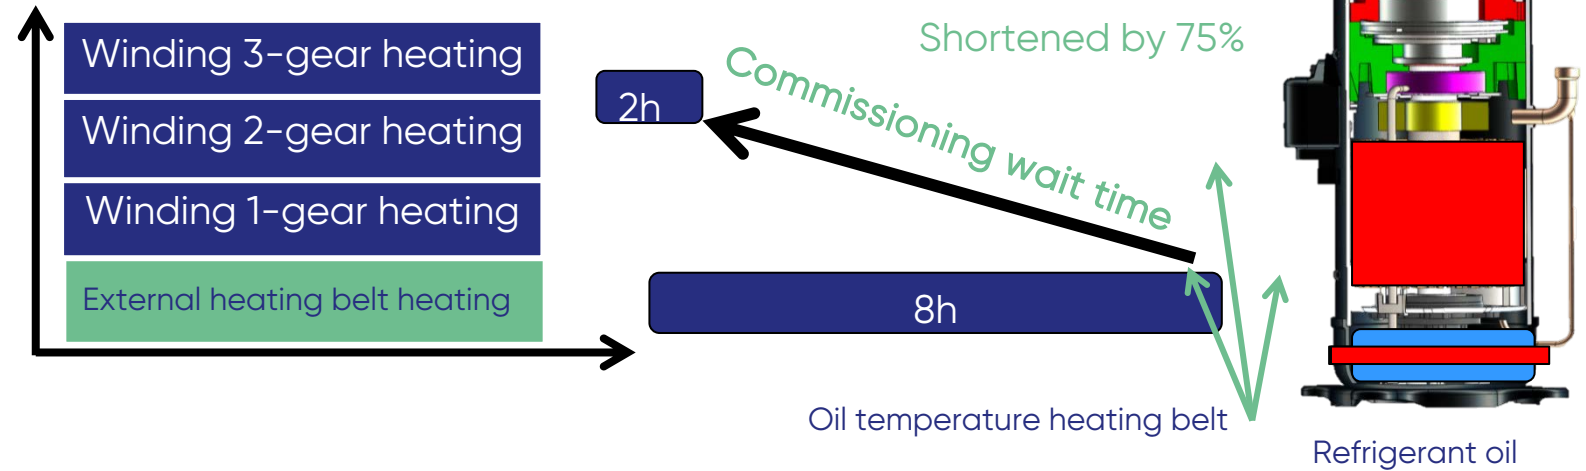 Winding 3-gear heating
Winding 2-gear heating
Winding 1-gear heating
External heating belt heating
2h
Commissioning wait time
Shortened by 75%
8h
Oil temperature heating belt
Refrigerant oil